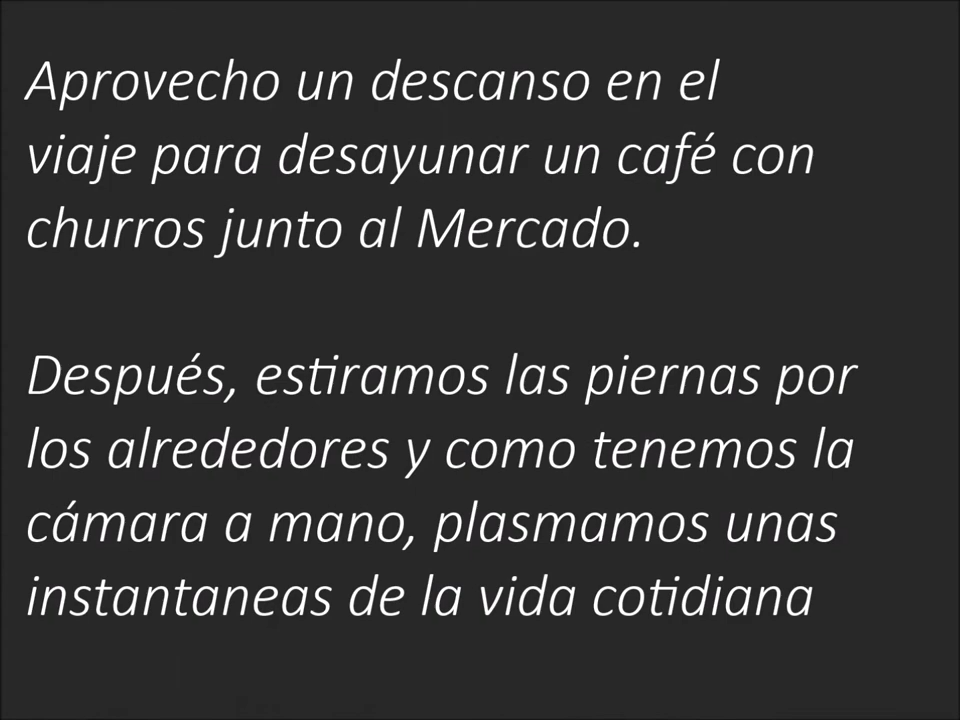 Aprovecho un descanso en el
viaje para desayunar un café con
churros junto al Mercado.
Después, estiramos las piernas por
los alrededores y como tenemos la
cámara a mano, plasmamos unas
instantaneas de la vida cotidiana